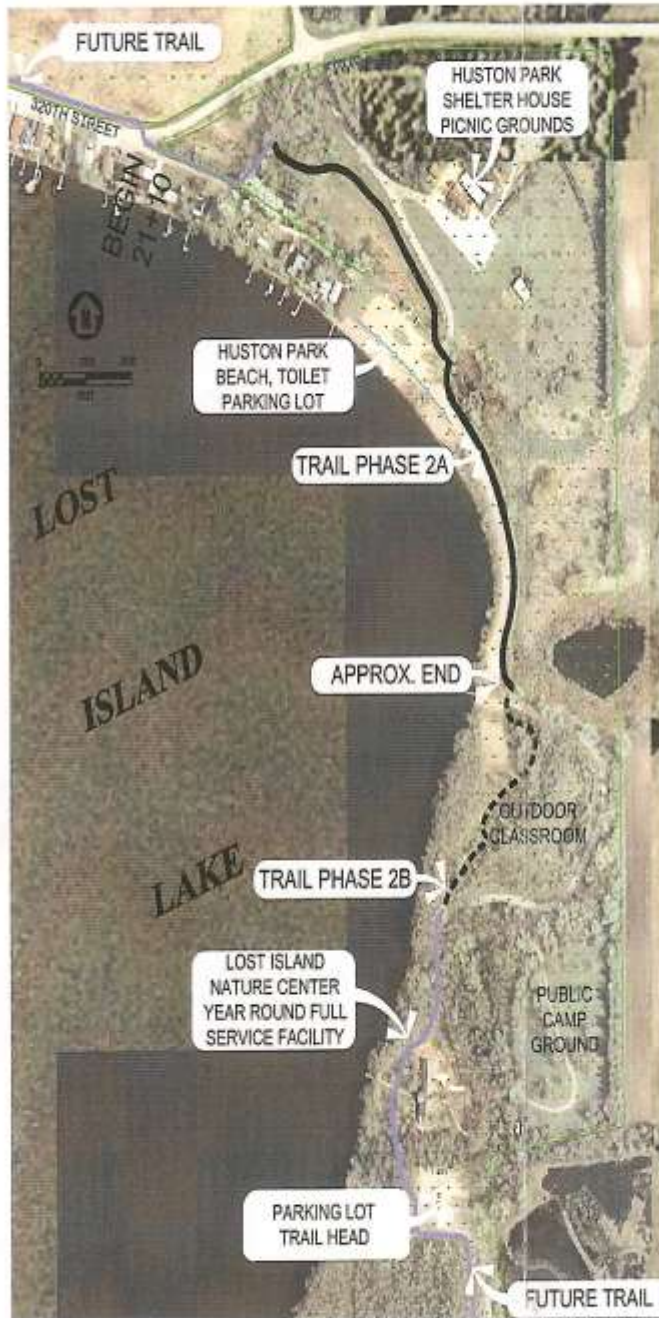 FUTURE TRAIL
HUSTON PARK
SHELTER HOUSE
PICNIC GROUNDS
320TH STREET
BEGIN
21+10
N
HUSTON PARK
BEACH, TOILET
PARKING LOT
TRAIL PHASE 2A
LOST
APPROX. END
ISLAND
OUTDOOR
CLASSROOM
LAKE
TRAIL PHASE 2B
LOST ISLAND
NATURE CENTER
YEAR ROUND FULL
SERVICE FACILITY
PUBLIC
CAMP
GROUND
PARKING LOT
TRAIL HEAD
FUTURE TRAIL